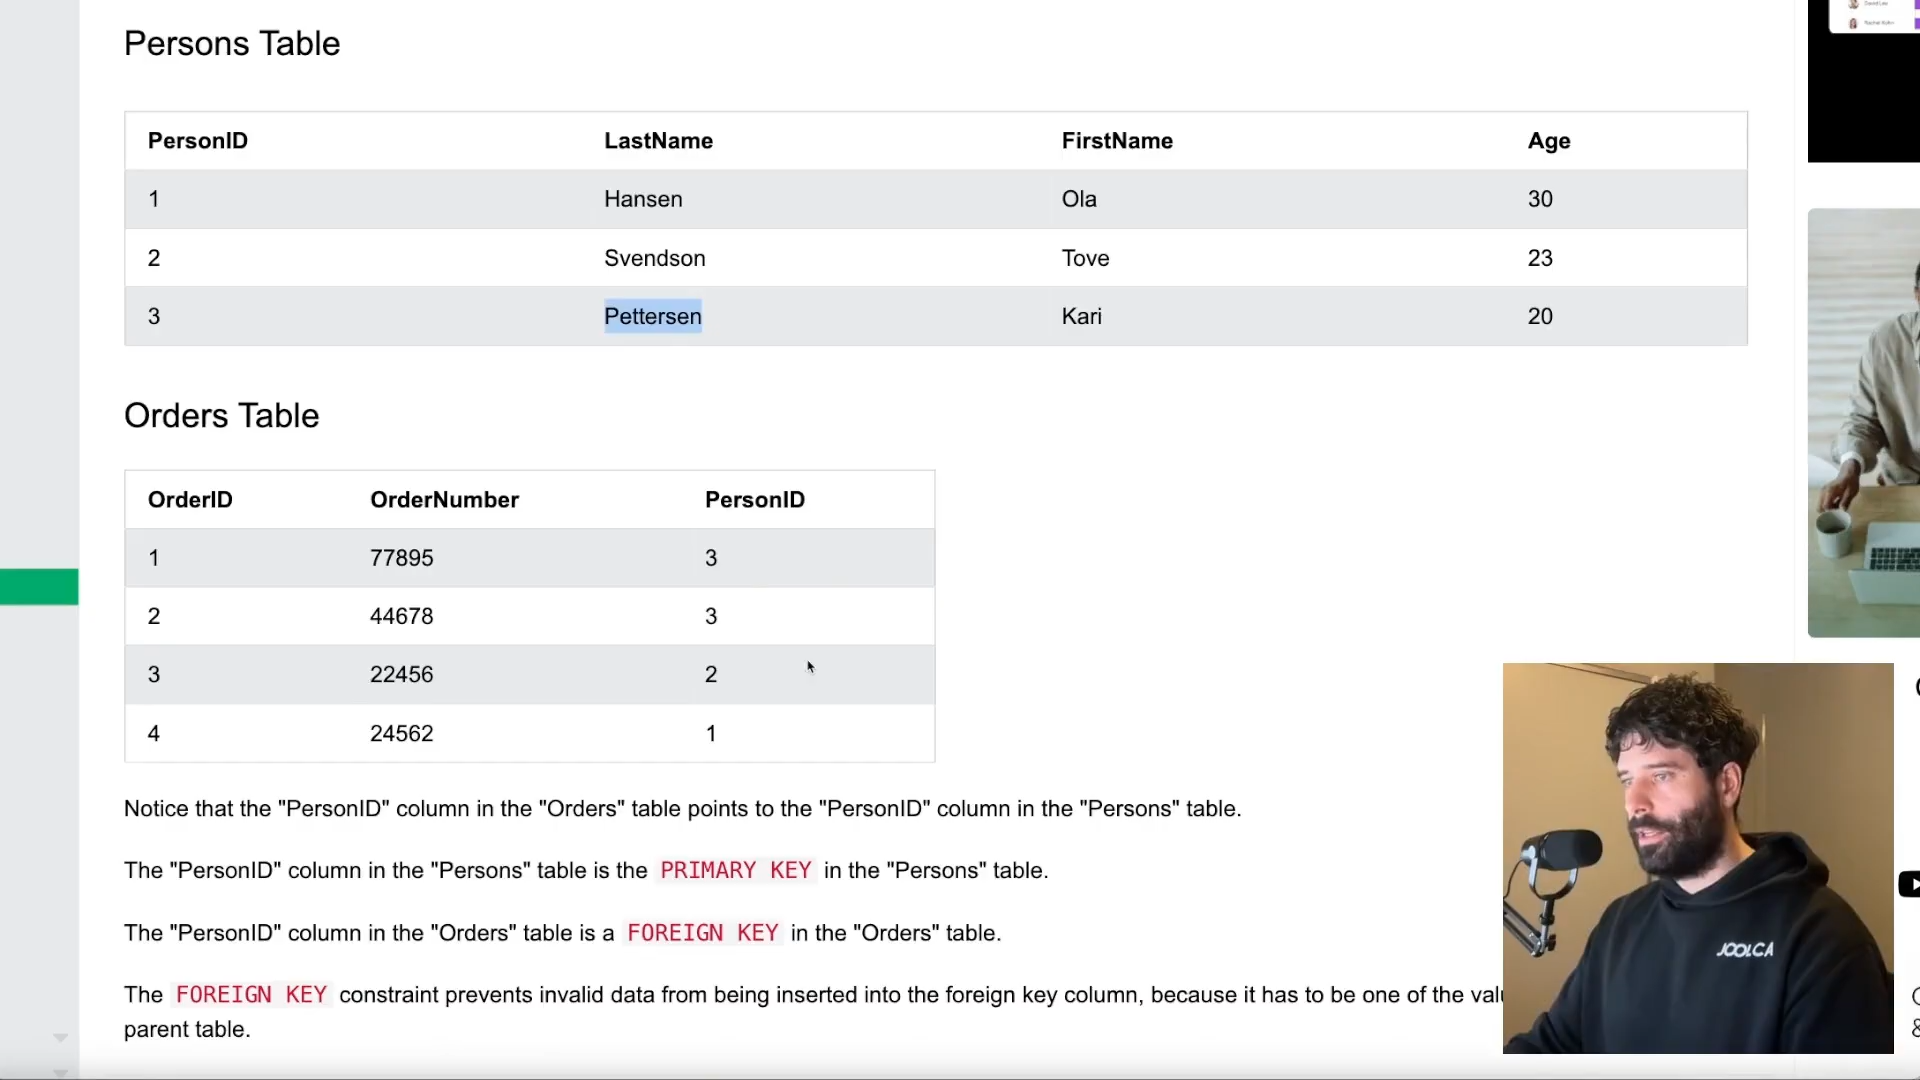 Persons Table
PersonID LastName FirstName Age
1 Hansen Ola 30
2 Svendson Tove 23
3 Pettersen Kari 20
Orders Table
OrderID OrderNumber PersonID
1 77895 3
2 44678 3
3 22456 2
4 24562 1
Notice that the "PersonID" column in the "Orders" table points to the "PersonID" column in the "Persons" table.
The "PersonID" column in the "Persons" table is the PRIMARY KEY in the "Persons" table.
The "PersonID" column in the "Orders" table is a FOREIGN KEY in the "Orders" table.
The FOREIGN KEY constraint prevents invalid data from being inserted into the foreign key column, because it has to be one of the
parent table.
JOOLCA